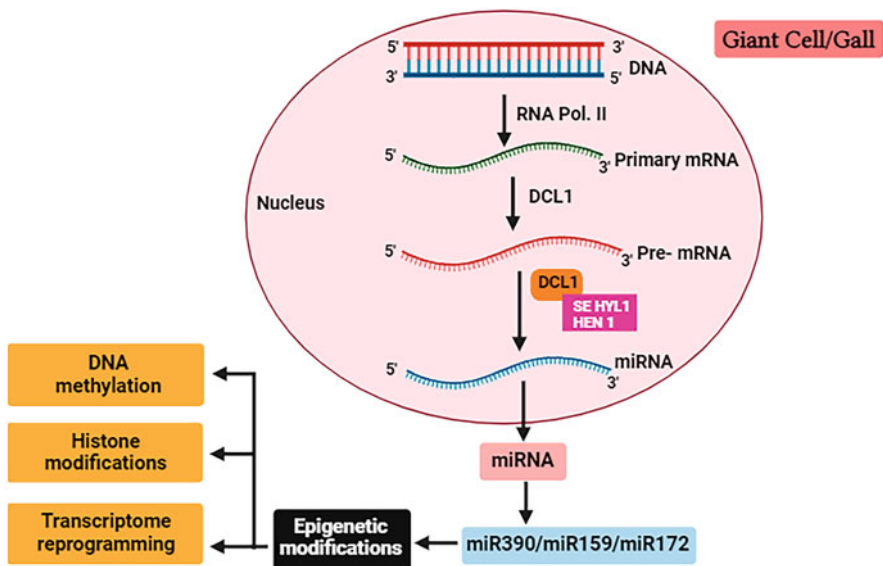 Giant Cell/Gall
5'
3'
3'
5'
DNA
RNA Pol. II
5'
3'
Primary mRNA
DCL1
Nucleus
5'
3'
Pre- mRNA
DCL1
SE HYL1
HEN 1
miRNA
5'
3'
DNA
methylation
Histone
modifications
miRNA
Transcriptome
reprogramming
Epigenetic
modifications
miR390/miR159/miR172